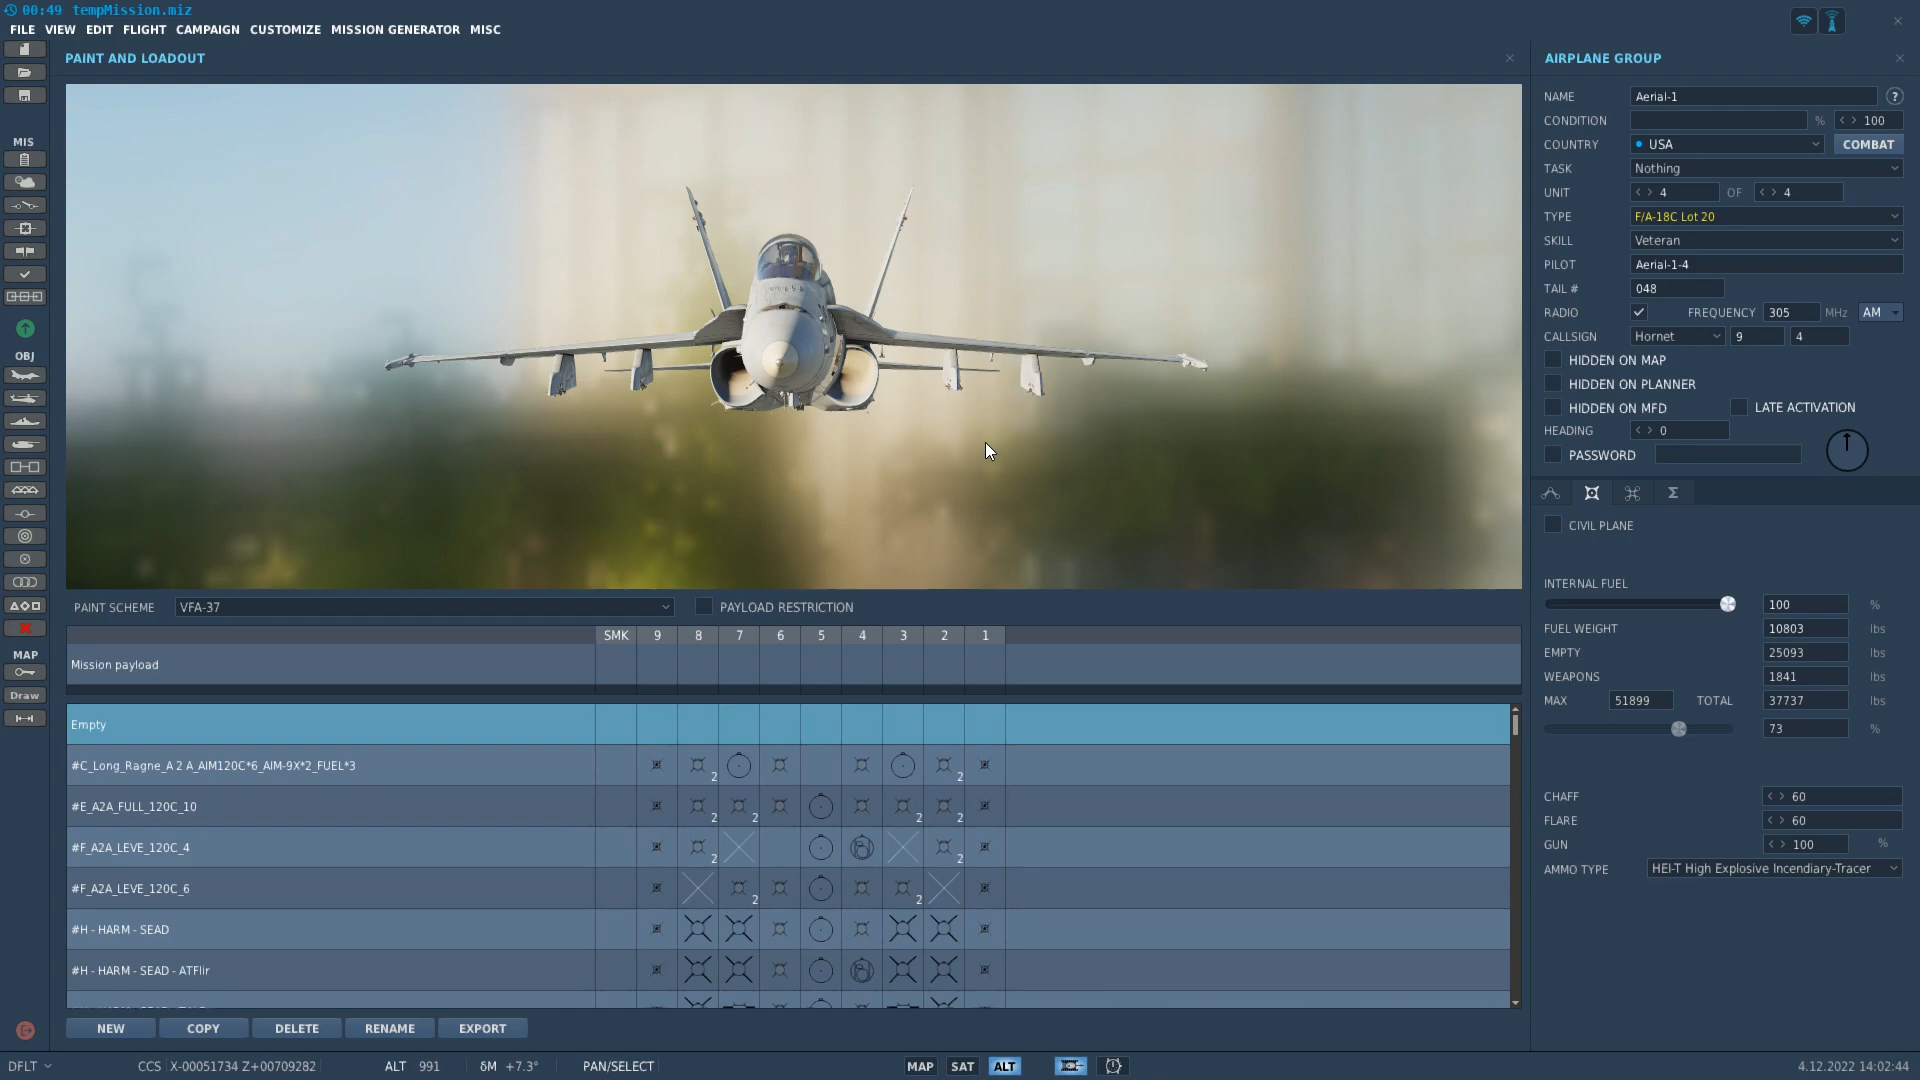 00:49 tempMission.miz
FILE VIEW EDIT FLIGHT CAMPAIGN CUSTOMIZE MISSION GENERATOR MISC
PAINT AND LOADOUT
MIS
OBJ
MAP
Draw
PAINT SCHEME VFA-37 PAYLOAD RESTRICTION
SMK 9 8 7 6 5 4 3 2 1
Mission payload
Empty
#C_Long_Ragne_A 2 A_AIM120C*6_AIM-9X*2_FUEL*3 2 2
#E_A2A_FULL_120C_10 2 2 2 2
#F_A2A_LEVE_120C_4 2 2
#F_A2A_LEVE_120C_6 2 2
#H - HARM - SEAD
#H - HARM - SEAD - ATFlir
NEW COPY DELETE RENAME EXPORT
AIRPLANE GROUP
NAME Aerial-1 ?
CONDITION % < > 100
COUNTRY USA COMBAT
TASK Nothing
UNIT < > 4 OF < > 4
TYPE F/A-18C Lot 20
SKILL Veteran
PILOT Aerial-1-4
TAIL # 048
RADIO FREQUENCY 305 MHz AM
CALLSIGN Hornet 9 4
HIDDEN ON MAP
HIDDEN ON PLANNER
HIDDEN ON MFD LATE ACTIVATION
HEADING < > 0
PASSWORD
Σ
CIVIL PLANE
INTERNAL FUEL
100 %
FUEL WEIGHT 10803 lbs
EMPTY 25093 lbs
WEAPONS 1841 lbs
MAX 51899 TOTAL 37737 lbs
73 %
CHAFF < > 60
FLARE < > 60
GUN < > 100 %
AMMO TYPE HEI-T High Explosive Incendiary-Tracer
DFLT CCS X-00051734 Z+00709282 ALT 991 δM +7.3° PAN/SELECT MAP SAT ALT 4.12.2022 14:02:44